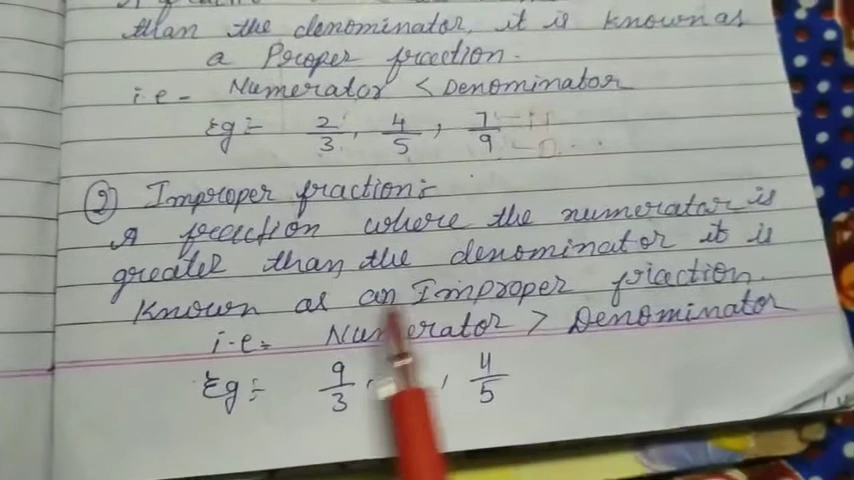 than the denominator, it is known as
a Proper fraction.
i.e- Numerator < Denominator
Eg:- 2/3, 4/5, 7/9 -N -D
② Improper fraction:-
A fraction where the numerator is
greater than the denominator it is
known as an Improper friaction.
i.e= Numerator > Denominator
Eg:- 9/3, , 4/5